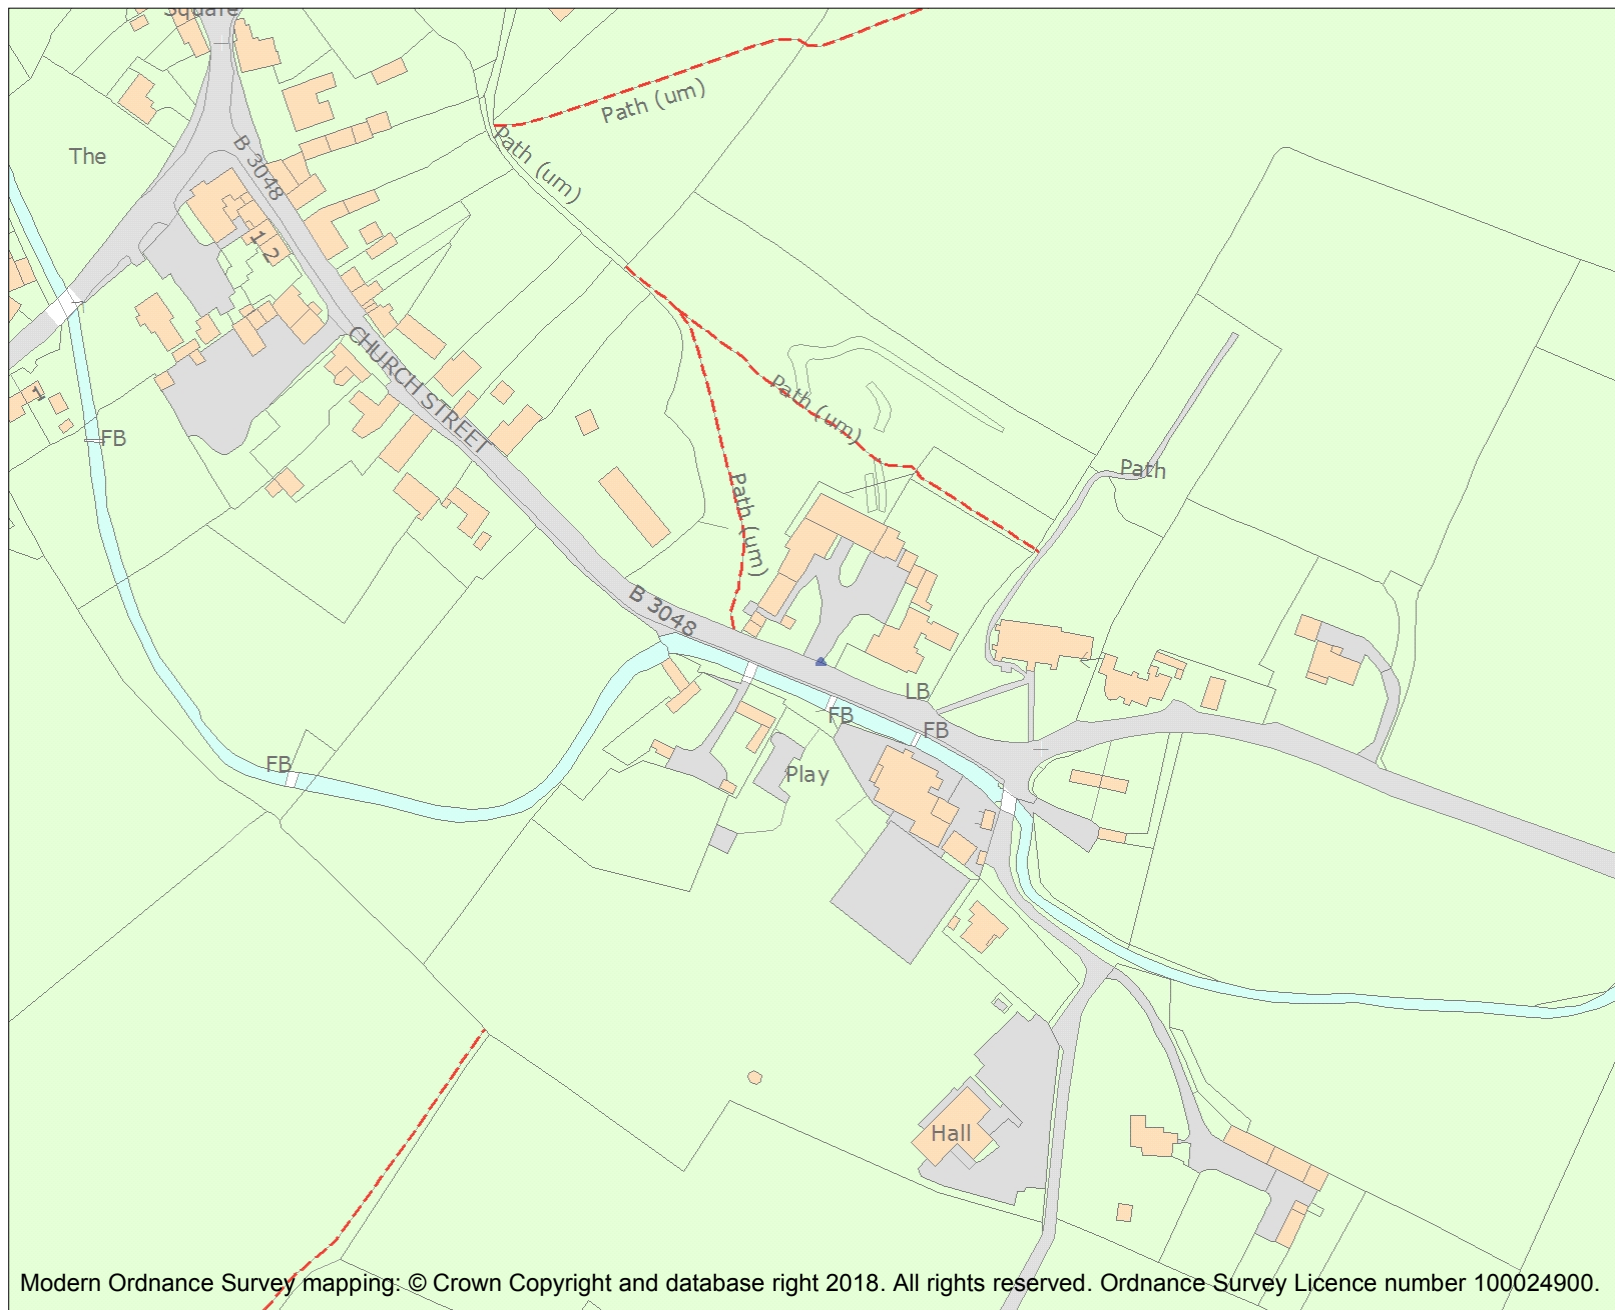 Square
Path (um)
B 3048
The
Path (um)
1 2
CHURCH STREET
Path (um)
FB
Path
Path (um)
B 3048
LB
FB
FB
FB
Play
Hall
Modern Ordnance Survey mapping: © Crown Copyright and database right 2018. All rights reserved. Ordnance Survey Licence number 100024900.